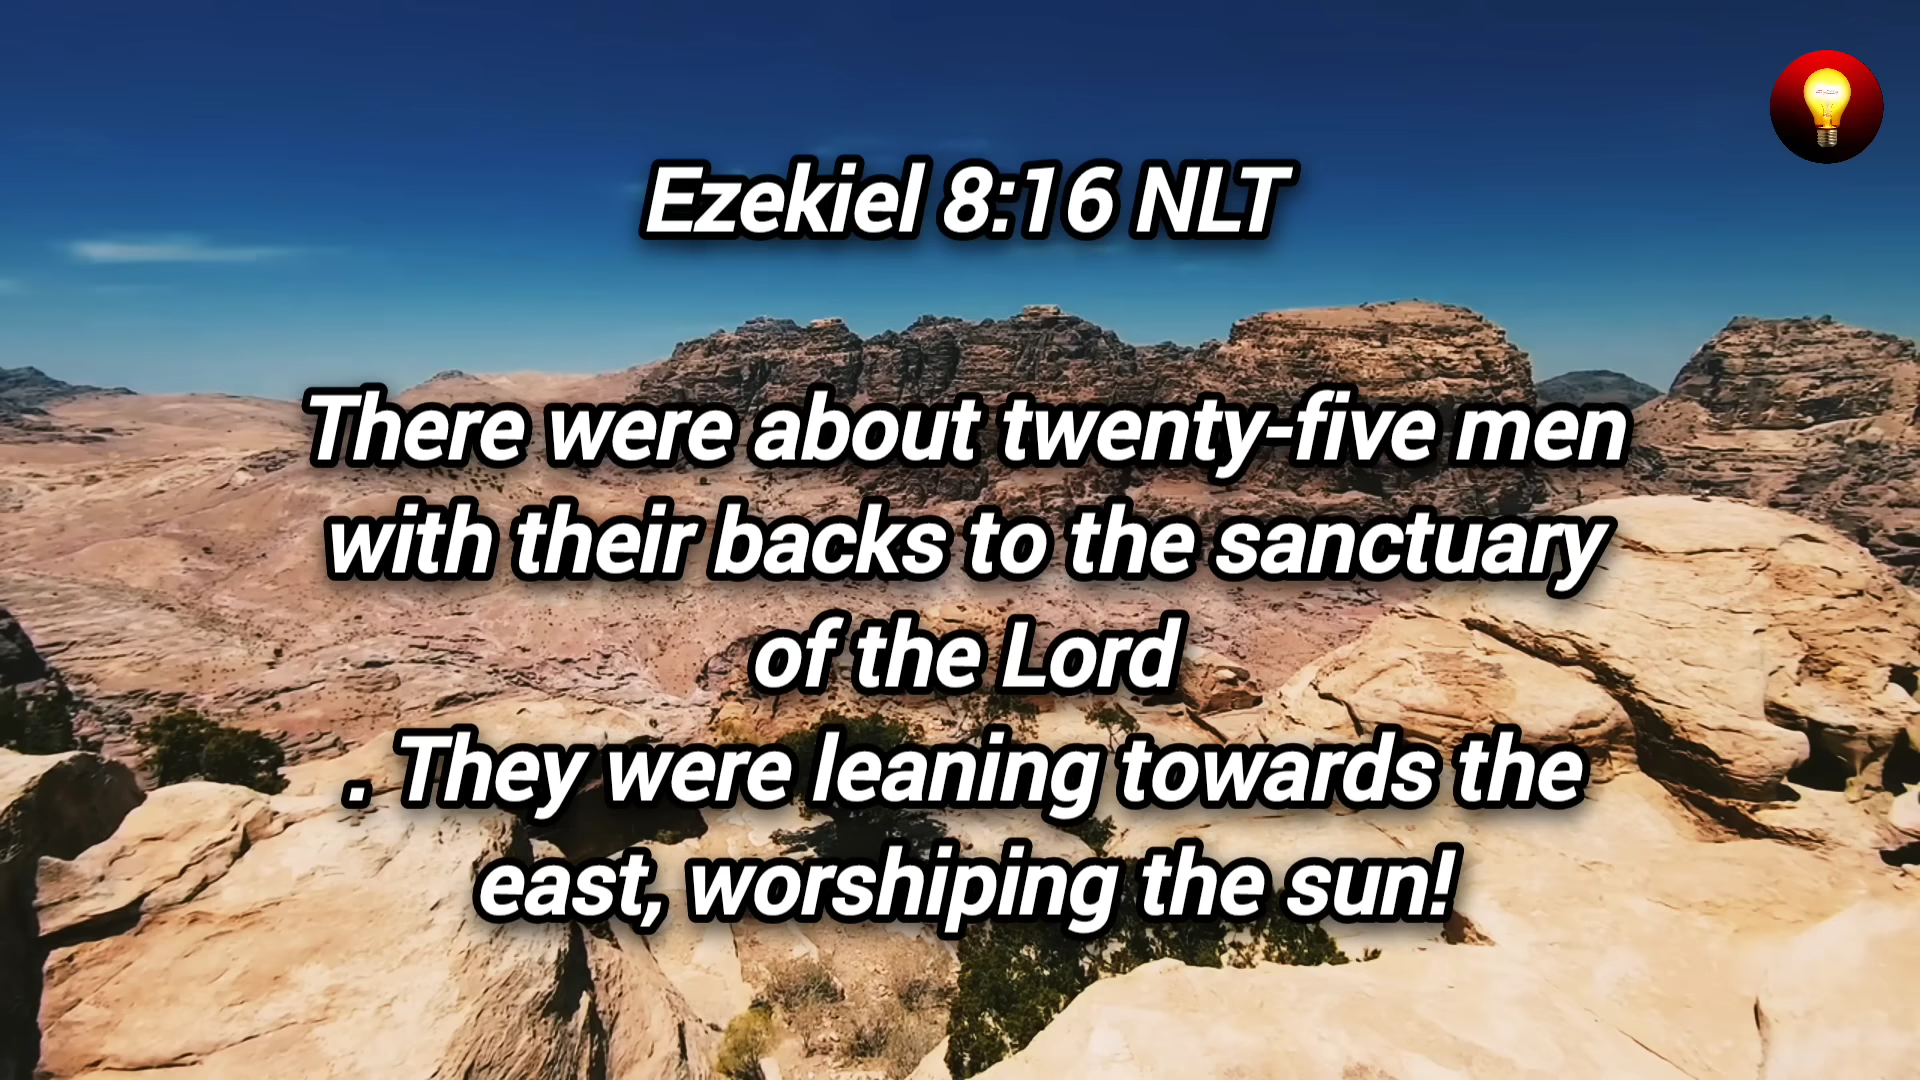 Ezekiel 8:16 NLT
There were about twenty-five men
with their backs to the sanctuary
of the Lord
. They were leaning towards the
east, worshiping the sun!